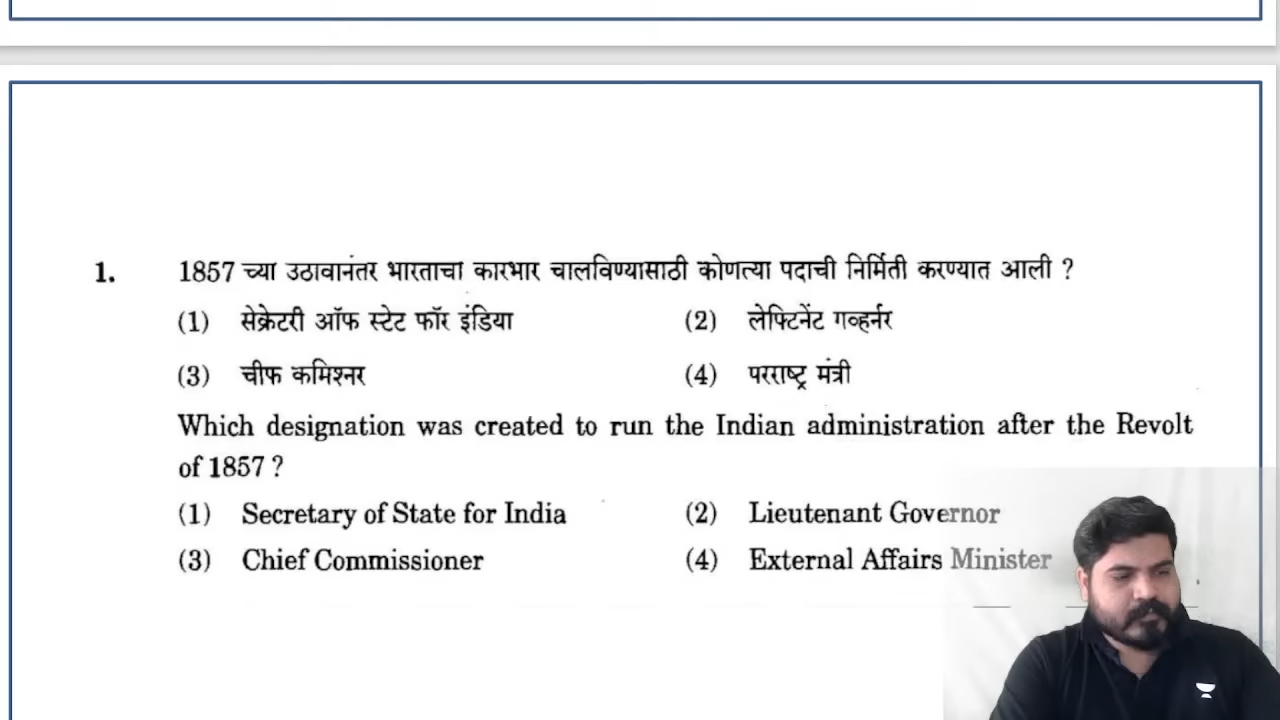 1. 1857 च्या उठावानंतर भारताचा कारभार चालविण्यासाठी कोणत्या पदाची निर्मिती करण्यात आली ?
(1) सेक्रेटरी ऑफ स्टेट फॉर इंडिया (2) लेफ्टिनेंट गव्हर्नर
(3) चीफ कमिश्नर (4) परराष्ट्र मंत्री
Which designation was created to run the Indian administration after the Revolt
of 1857 ?
(1) Secretary of State for India (2) Lieutenant Governor
(3) Chief Commissioner (4) External Affairs Minister